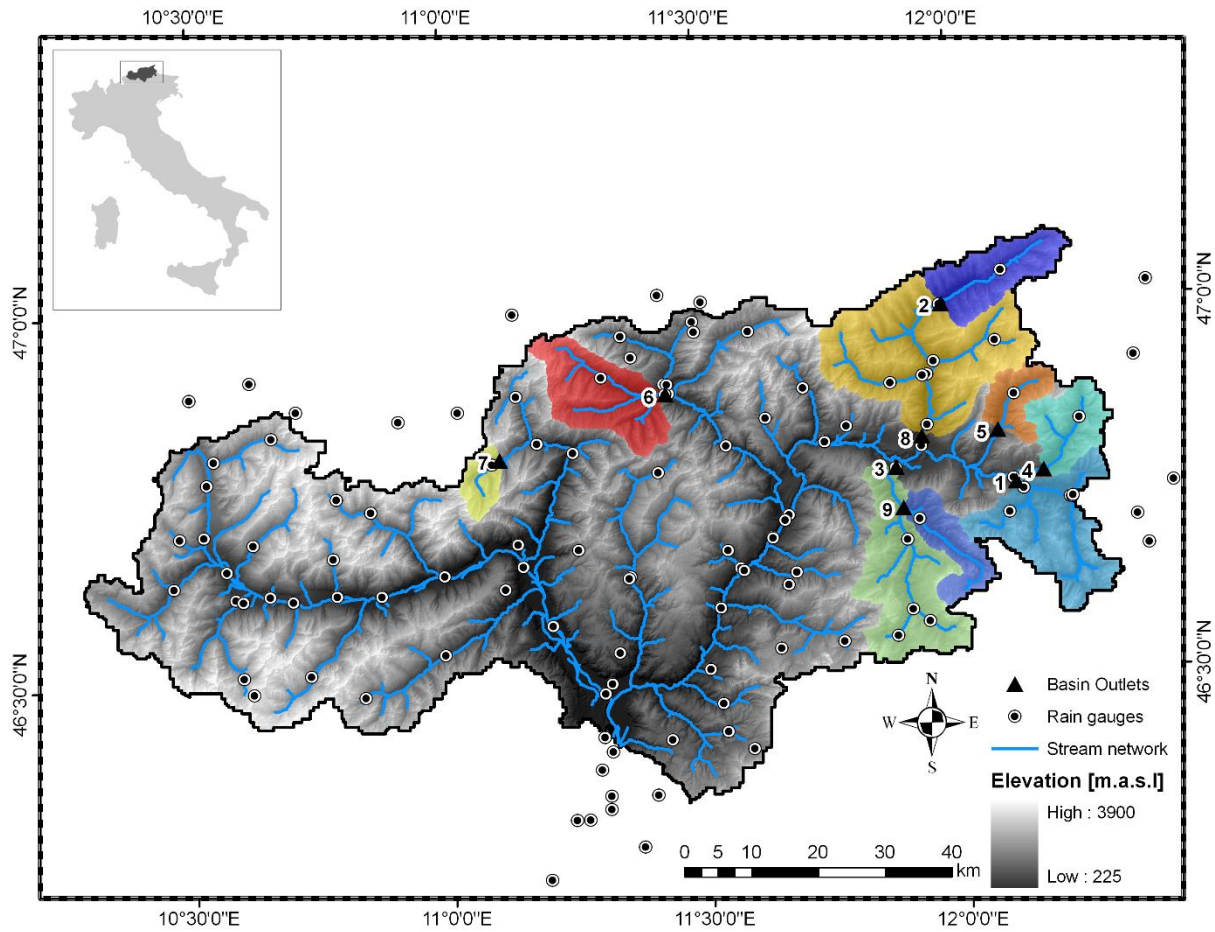 10°30'0"E
11°0'0"E
11°30'0"E
12°0'0"E
47°0'0"N
47°0'0"N
2
6
8
5
7
3
1
4
9
46°30'0"N
46°30'0"N
Basin Outlets
Rain gauges
Stream network
N
W
E
S
Elevation [m.a.s.l]
High : 3900
Low : 225
0
5
10
20
30
40
km
10°30'0"E
11°0'0"E
11°30'0"E
12°0'0"E